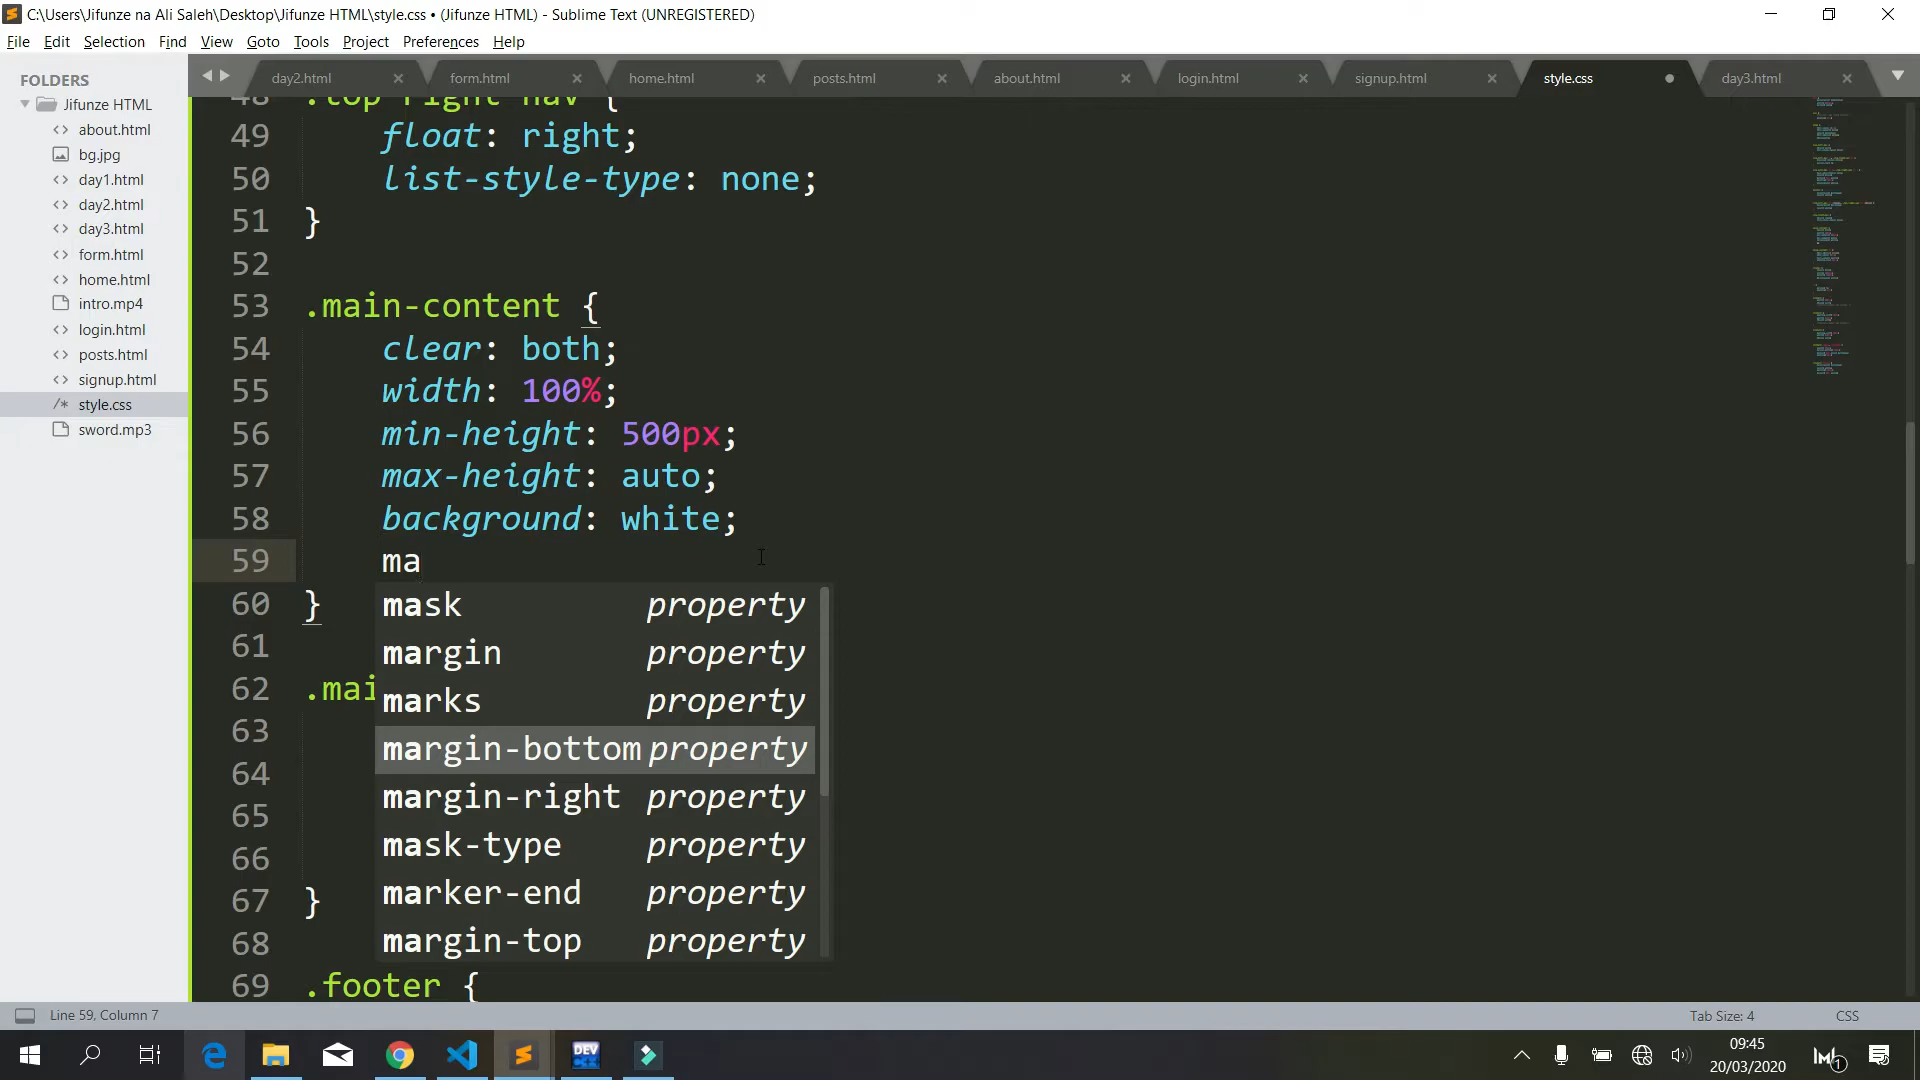 C:\Users\Jifunze na Ali Saleh\Desktop\Jifunze HTML\style.css • (Jifunze HTML) - Sublime Text (UNREGISTERED)
File Edit Selection Find View Goto Tools Project Preferences Help
FOLDERS
Jifunze HTML
about.html
bg.jpg
day1.html
day2.html
day3.html
form.html
home.html
intro.mp4
login.html
posts.html
signup.html
/* style.css
sword.mp3
day2.html × form.html × home.html × posts.html × about.html × login.html × signup.html × style.css day3.html ×
48 .top-right-nav {
49 float: right;
50 list-style-type: none;
51 }
52
53 .main-content {
54 clear: both;
55 width: 100%;
56 min-height: 500px;
57 max-height: auto;
58 background: white;
59 ma
60 }
61
62 .mai
63
64
65
66
67 }
68
69 .footer {
mask property
margin property
marks property
margin-bottom property
margin-right property
mask-type property
marker-end property
margin-top property
Line 59, Column 7
Tab Size: 4
CSS
DEV C++
09:45
20/03/2020
1